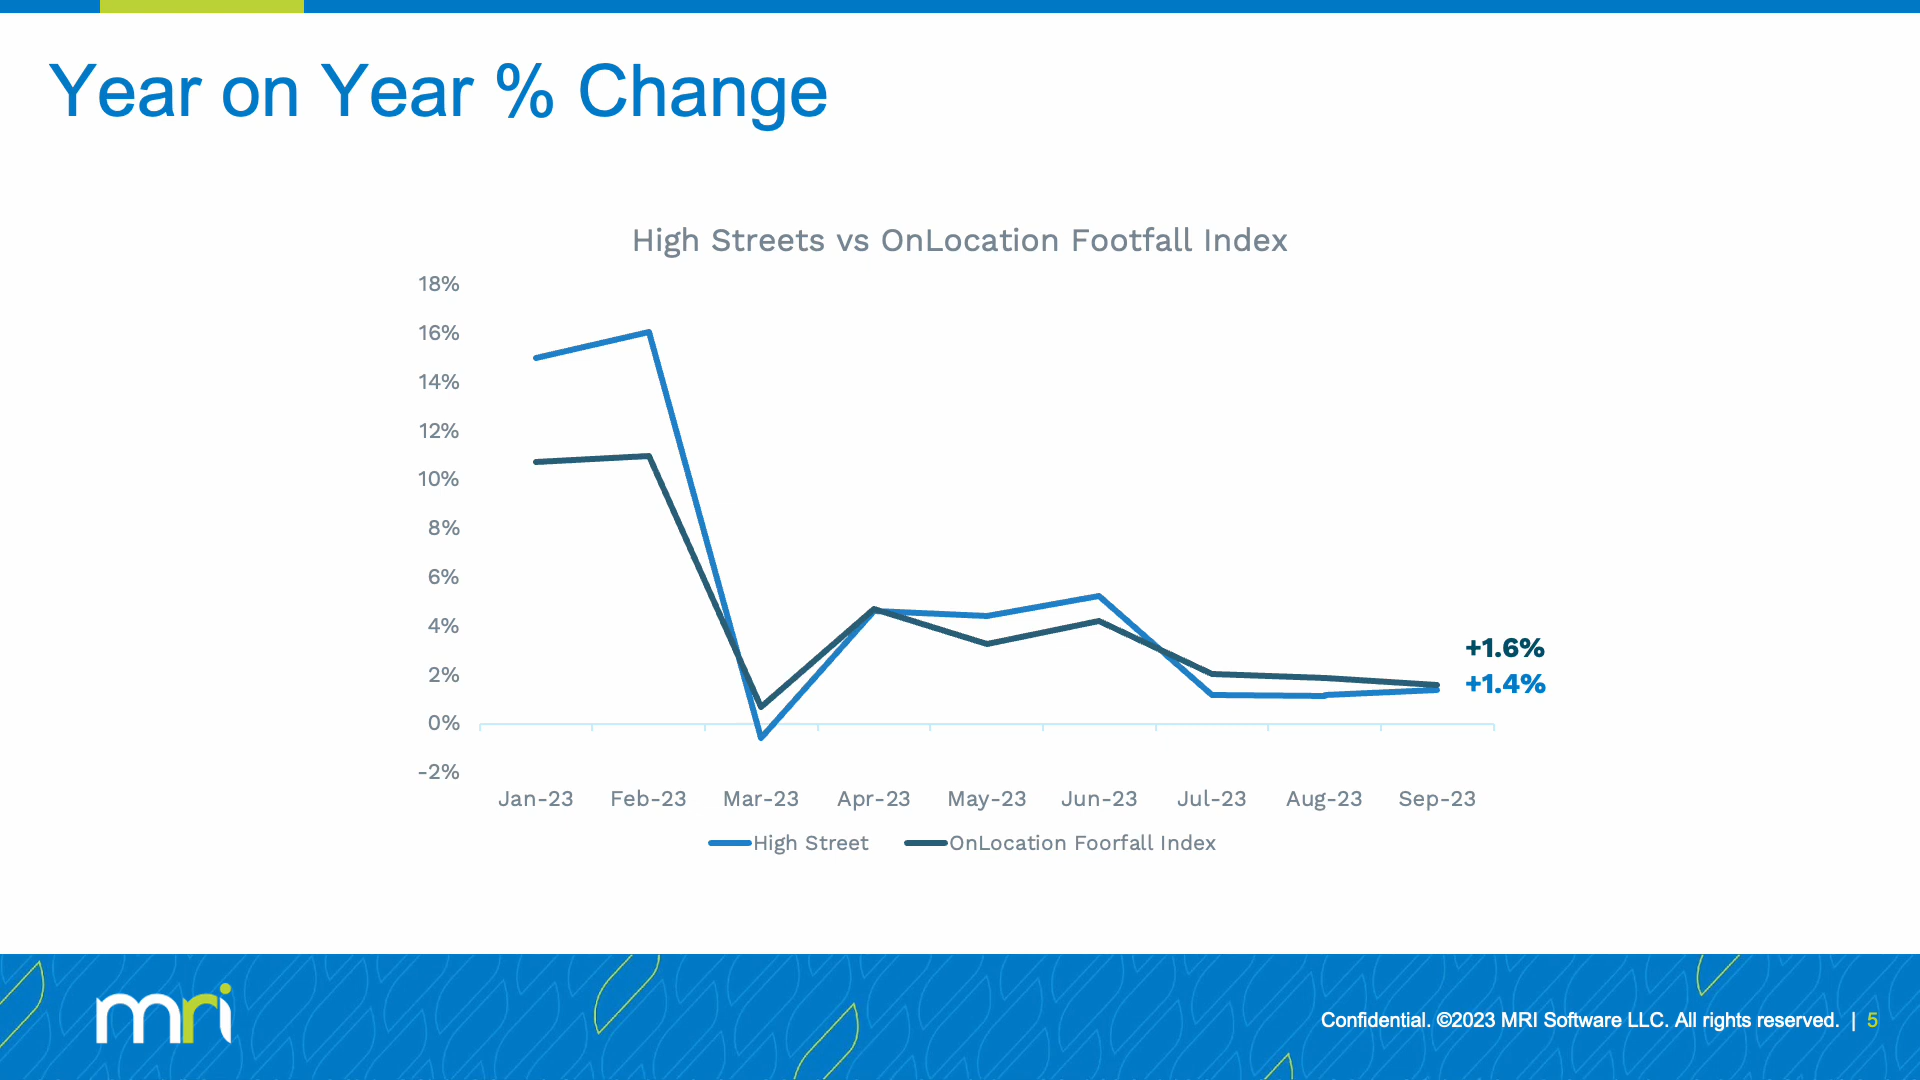 Year on Year % Change
High Streets vs OnLocation Footfall Index
18%
16%
14%
12%
10%
8%
6%
4%
2%
0%
-2%
+1.6%
+1.4%
Jan-23 Feb-23 Mar-23 Apr-23 May-23 Jun-23 Jul-23 Aug-23 Sep-23
High Street OnLocation Foorfall Index
mri
Confidential. ©2023 MRI Software LLC. All rights reserved. | 5